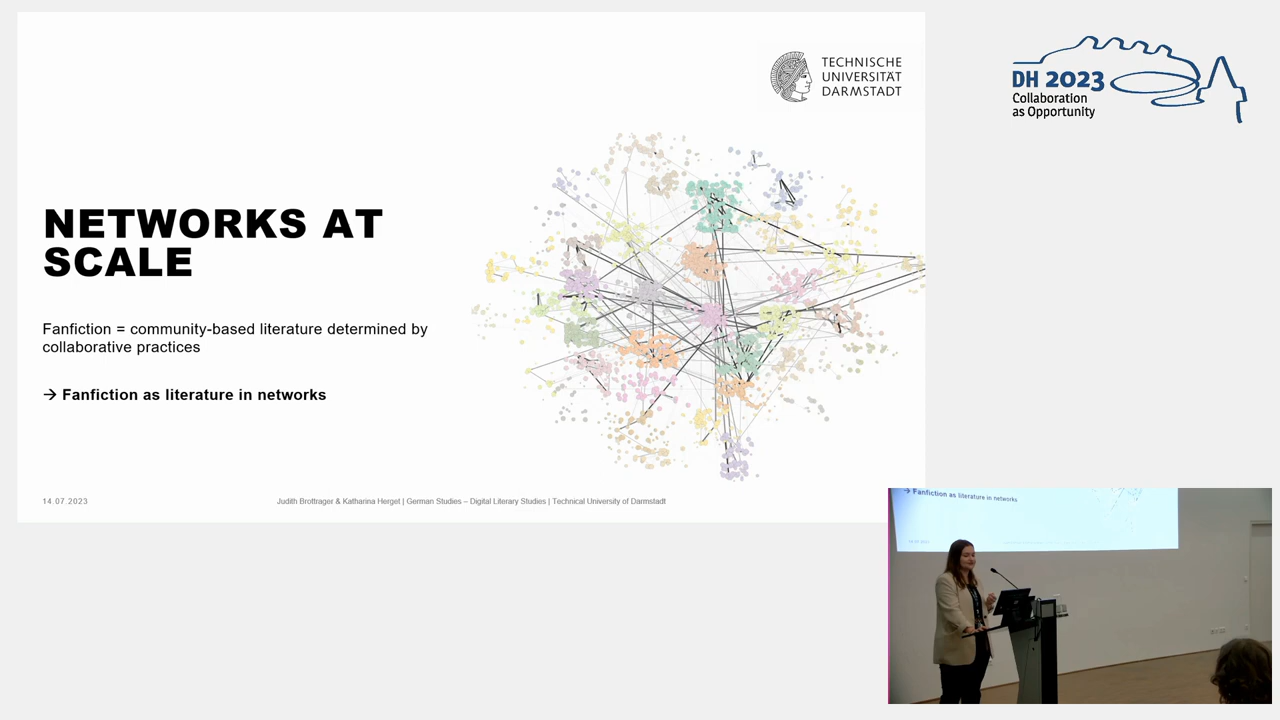 TECHNISCHE
UNIVERSITÄT
DARMSTADT
NETWORKS AT
SCALE
Fanfiction = community-based literature determined by
collaborative practices
→ Fanfiction as literature in networks
14.07.2023
Judith Brottrager & Katharina Herget | German Studies – Digital Literary Studies | Technical University of Darmstadt
DH 2023
Collaboration
as Opportunity
→ Fanfiction as literature in networks